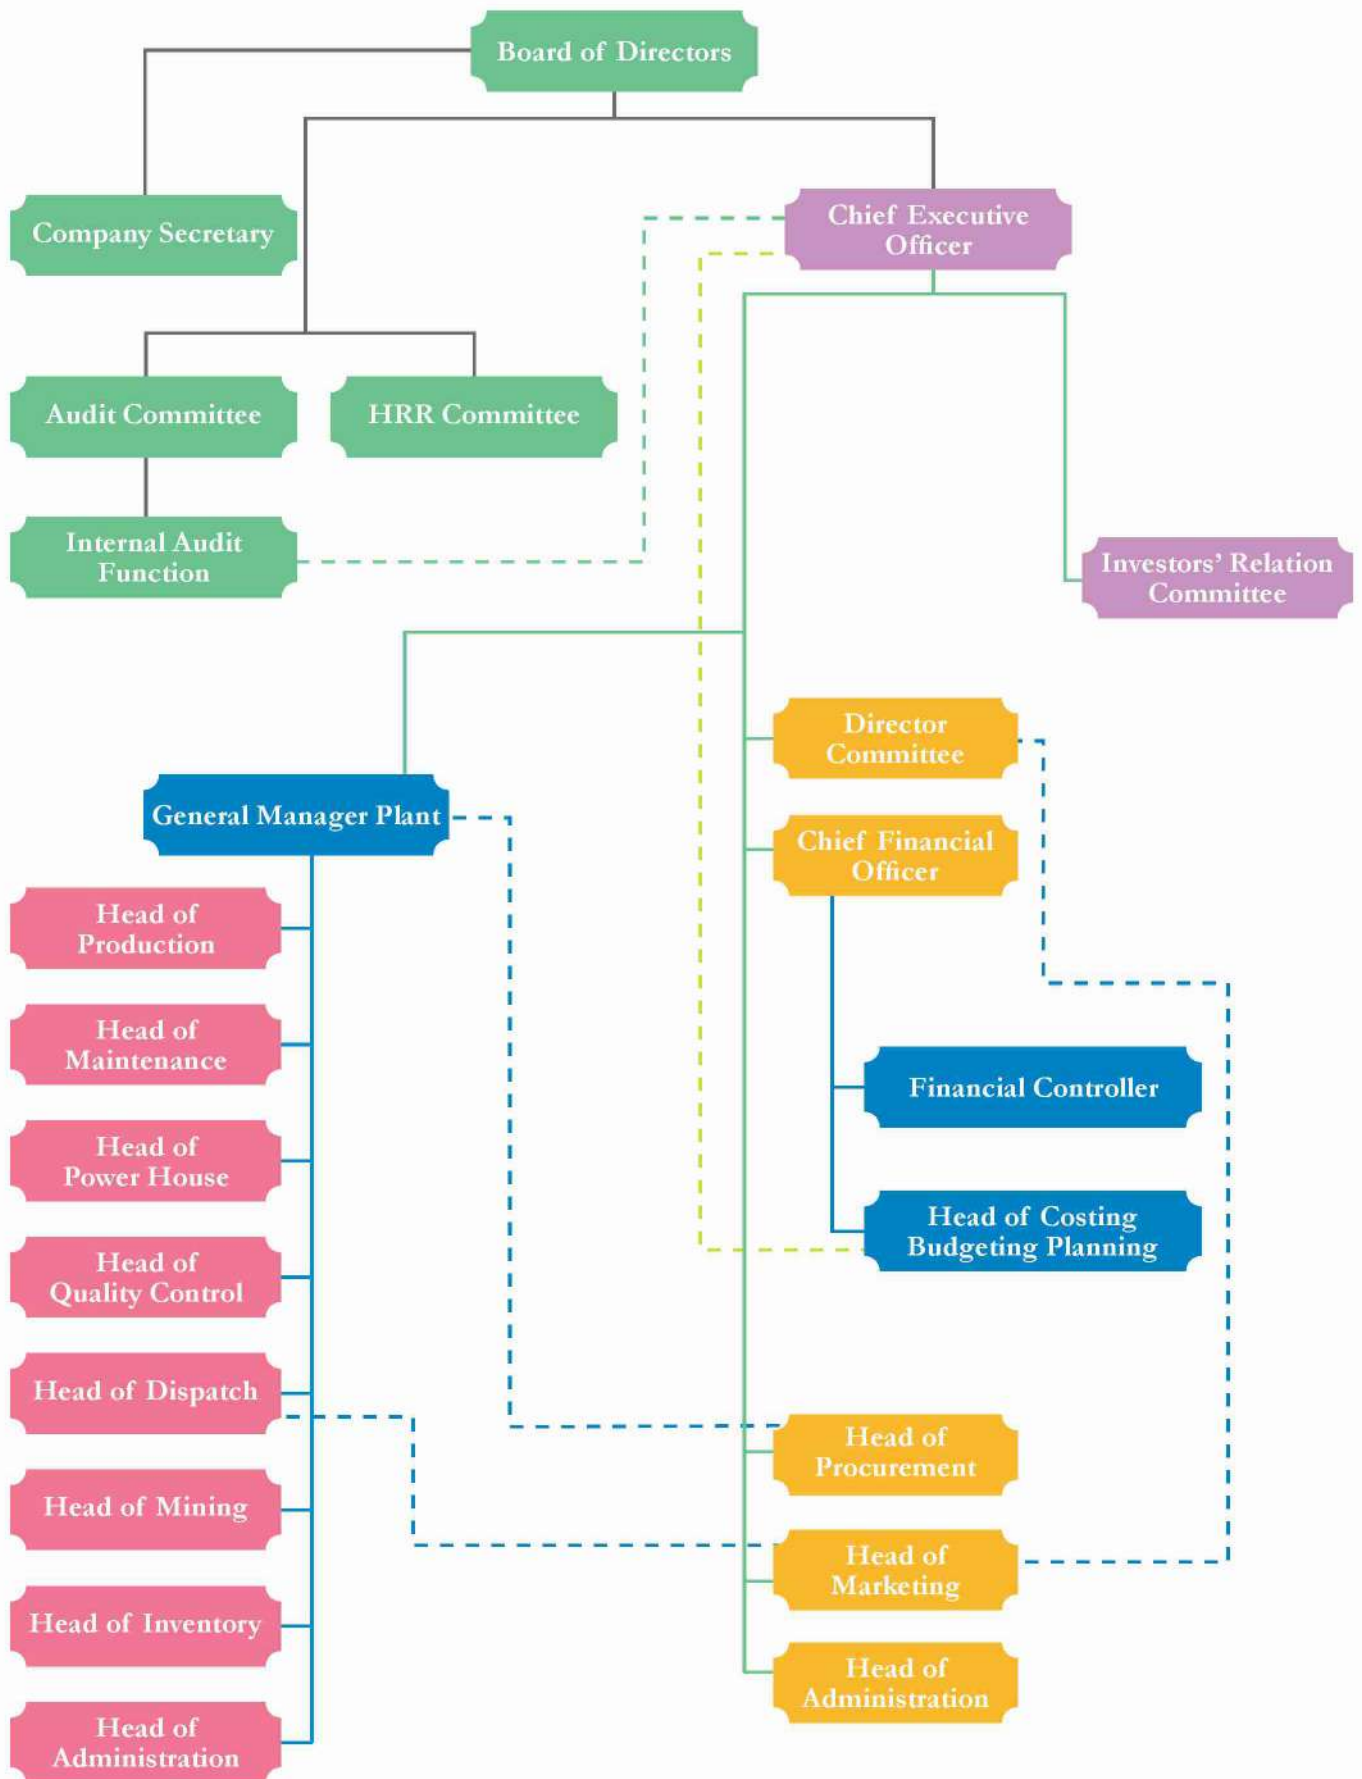 Board of Directors
Company Secretary
Chief Executive
Officer
Audit Committee
HRR Committee
Internal Audit
Function
Investors' Relation
Committee
Director
Committee
General Manager Plant
Chief Financial
Officer
Head of
Production
Head of
Maintenance
Financial Controller
Head of
Power House
Head of Costing
Budgeting Planning
Head of
Quality Control
Head of Dispatch
Head of
Procurement
Head of Mining
Head of
Marketing
Head of Inventory
Head of
Administration
Head of
Administration